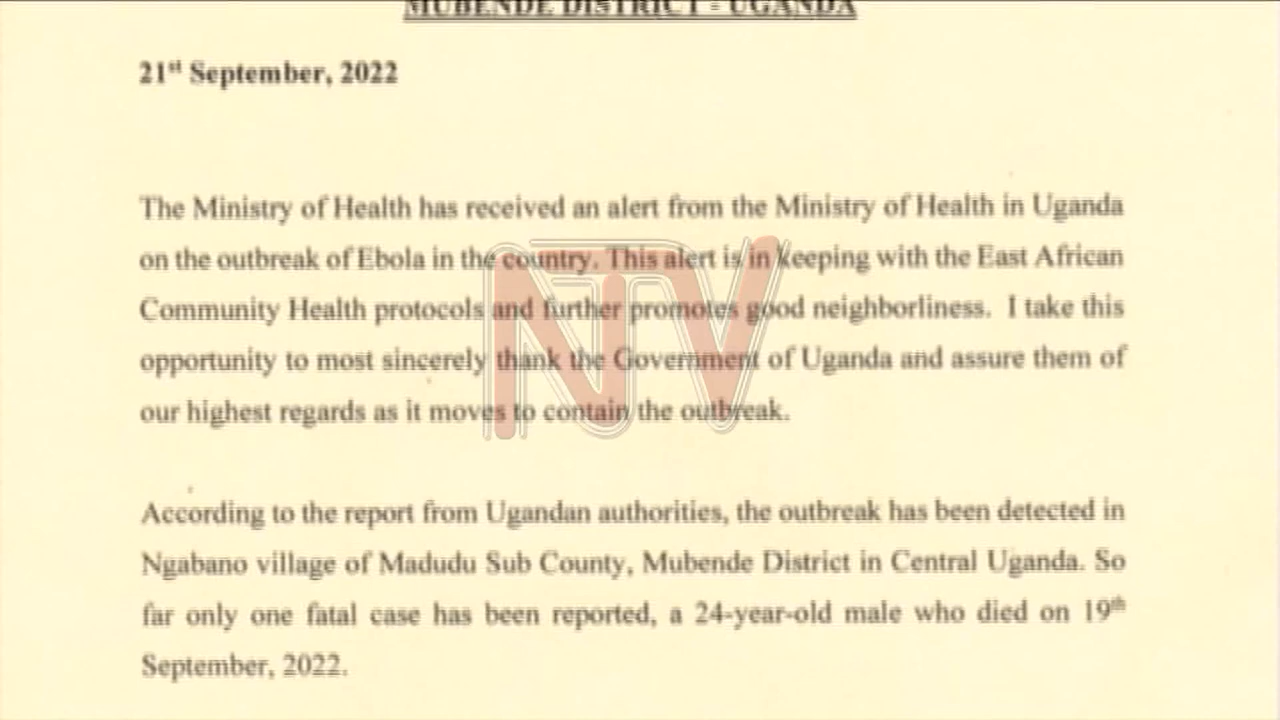 MUBENDE DISTRICT - UGANDA
21st September, 2022
The Ministry of Health has received an alert from the Ministry of Health in Uganda
on the outbreak of Ebola in the country. This alert is in keeping with the East African
Community Health protocols and further promotes good neighborliness. I take this
opportunity to most sincerely thank the Government of Uganda and assure them of
our highest regards as it moves to contain the outbreak.
According to the report from Ugandan authorities, the outbreak has been detected in
Ngabano village of Madudu Sub County, Mubende District in Central Uganda. So
far only one fatal case has been reported, a 24-year-old male who died on 19th
September, 2022.
NTV